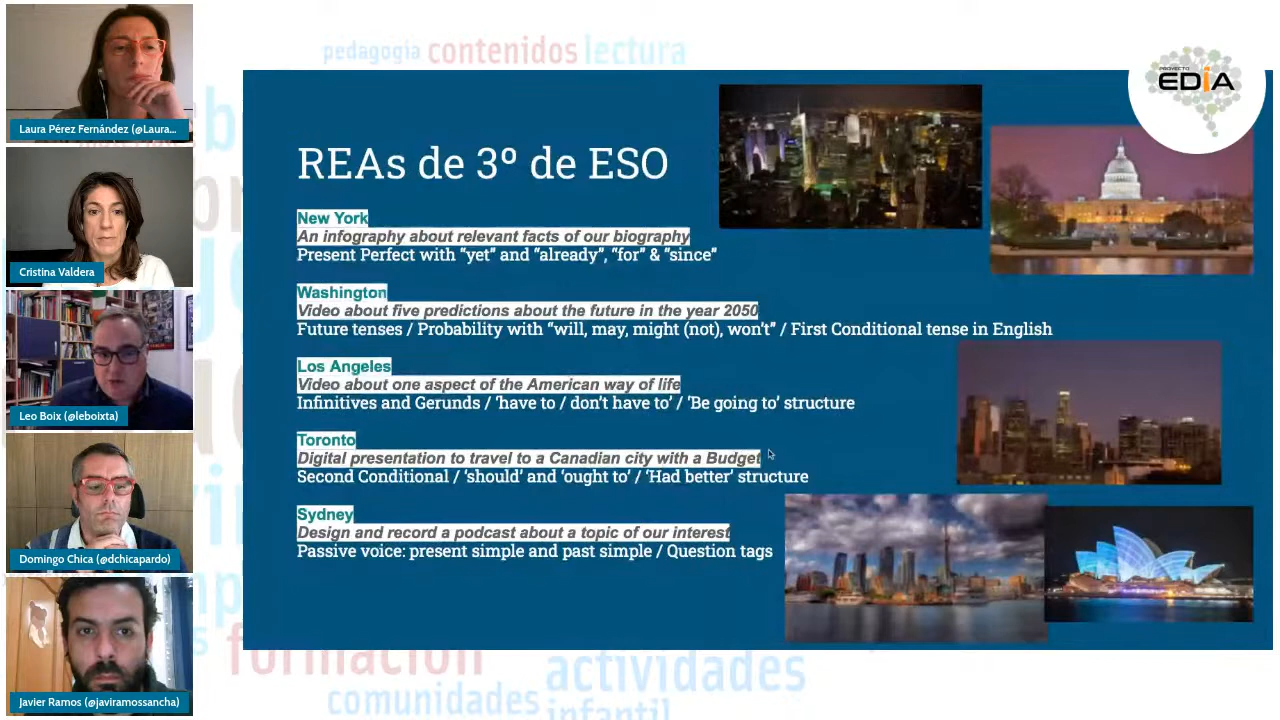 pedagogia contenidos lectura
PROYECTO
EDiA
Laura Pérez Fernández (@Laura...
Cristina Valdera
Leo Boix (@leboixta)
Domingo Chica (@dchicapardo)
Javier Ramos (@javiramossancha)
REAs de 3º de ESO
New York
An infography about relevant facts of our biography
Present Perfect with “yet” and “already”, “for” & “since”
Washington
Video about five predictions about the future in the year 2050
Future tenses / Probability with “will, may, might (not), won’t” / First Conditional tense in English
Los Angeles
Video about one aspect of the American way of life
Infinitives and Gerunds / ‘have to / don’t have to’ / ‘Be going to’ structure
Toronto
Digital presentation to travel to a Canadian city with a Budget
Second Conditional / ‘should’ and ‘ought to’ / ‘Had better’ structure
Sydney
Design and record a podcast about a topic of our interest
Passive voice: present simple and past simple / Question tags
formación
actividades
comunidades
infantil